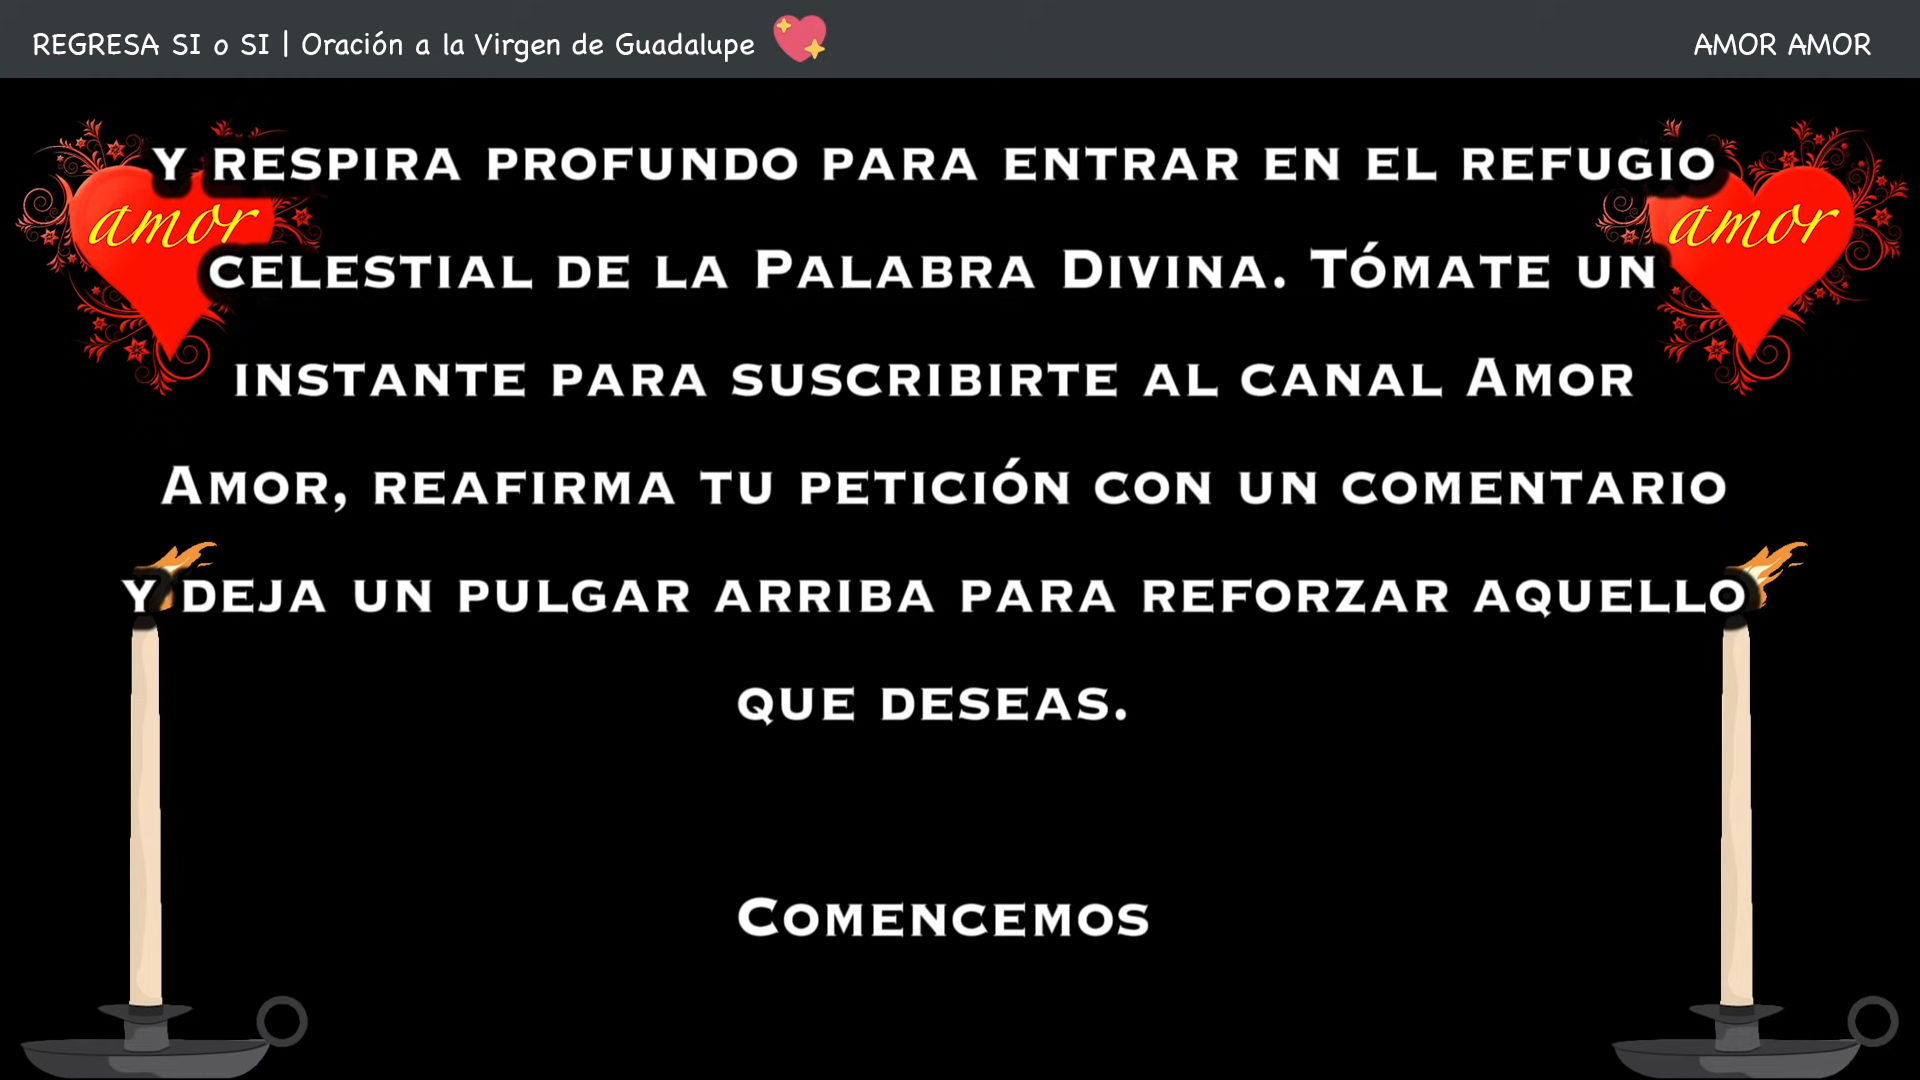 REGRESA SI o SI | Oración a la Virgen de Guadalupe
AMOR AMOR
Y RESPIRA PROFUNDO PARA ENTRAR EN EL REFUGIO
amor
amor
CELESTIAL DE LA PALABRA DIVINA. TÓMATE UN
INSTANTE PARA SUSCRIBIRTE AL CANAL AMOR
AMOR, REAFIRMA TU PETICIÓN CON UN COMENTARIO
Y DEJA UN PULGAR ARRIBA PARA REFORZAR AQUELLO
QUE DESEAS.
COMENCEMOS